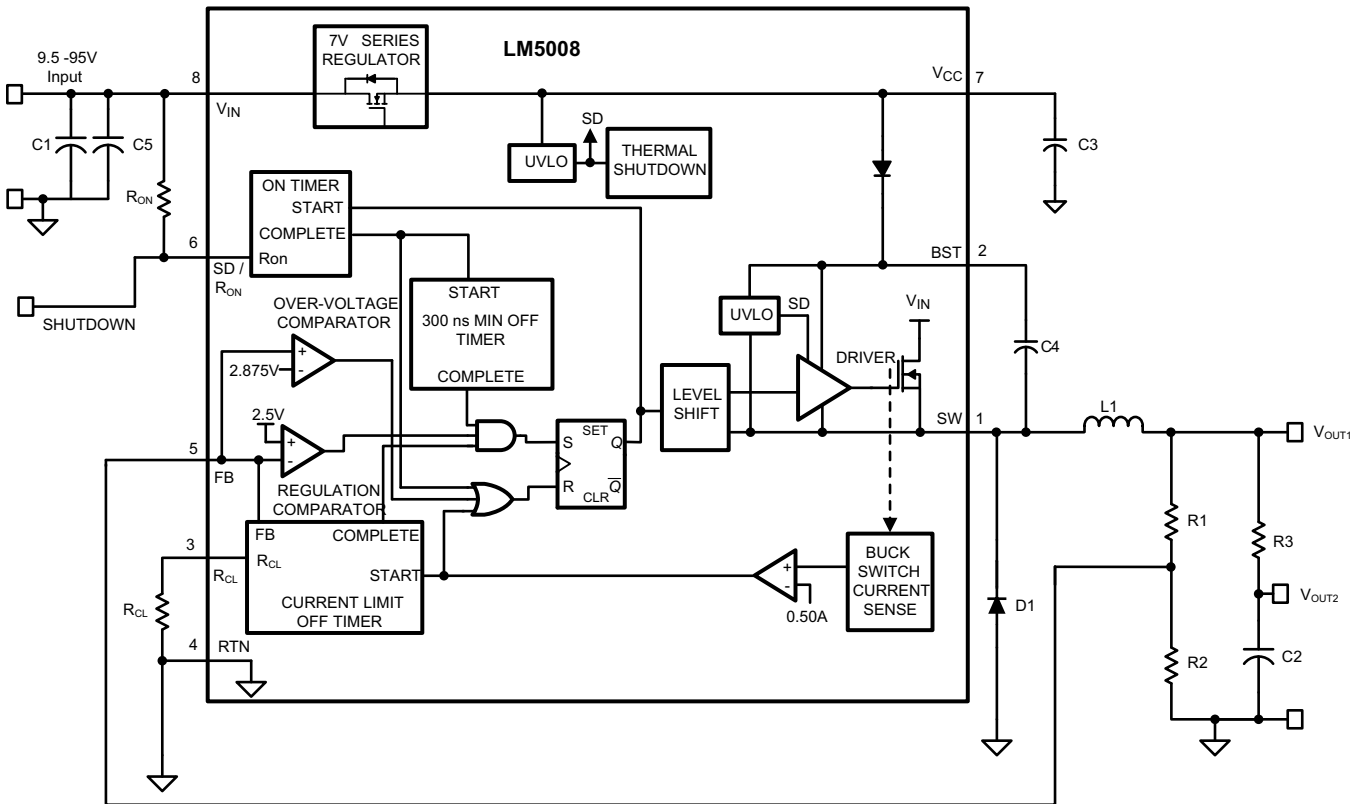 LM5008
7V SERIES
REGULATOR
9.5 -95V
Input
8
V_IN
C1
C5
R_ON
6
SD /
R_ON
SHUTDOWN
V_CC
7
C3
SD
UVLO
THERMAL
SHUTDOWN
ON TIMER
START
COMPLETE
Ron
START
300 ns MIN OFF
TIMER
COMPLETE
OVER-VOLTAGE
COMPARATOR
+
2.875V
-
2.5V
+
-
5
FB
REGULATION
COMPARATOR
SET
S
Q
R
Q
CLR
LEVEL
SHIFT
BST
2
UVLO
SD
V_IN
DRIVER
C4
SW
1
L1
V_OUT1
R1
R3
V_OUT2
R2
C2
D1
FB
COMPLETE
3
R_CL
R_CL
START
R_CL
CURRENT LIMIT
OFF TIMER
+
-
0.50A
BUCK
SWITCH
CURRENT
SENSE
4
RTN